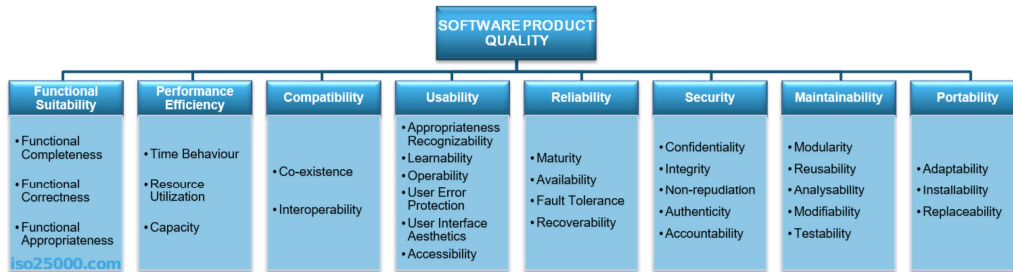 SOFTWARE PRODUCT
QUALITY
Functional
Suitability
• Functional
Completeness
• Functional
Correctness
• Functional
Appropriateness
Performance
Efficiency
• Time Behaviour
• Resource
Utilization
• Capacity
Compatibility
• Co-existence
• Interoperability
Usability
• Appropriateness
Recognizability
• Learnability
• Operability
• User Error
Protection
• User Interface
Aesthetics
• Accessibility
Reliability
• Maturity
• Availability
• Fault Tolerance
• Recoverability
Security
• Confidentiality
• Integrity
• Non-repudiation
• Authenticity
• Accountability
Maintainability
• Modularity
• Reusability
• Analysability
• Modifiability
• Testability
Portability
• Adaptability
• Installability
• Replaceability
iso25000.com